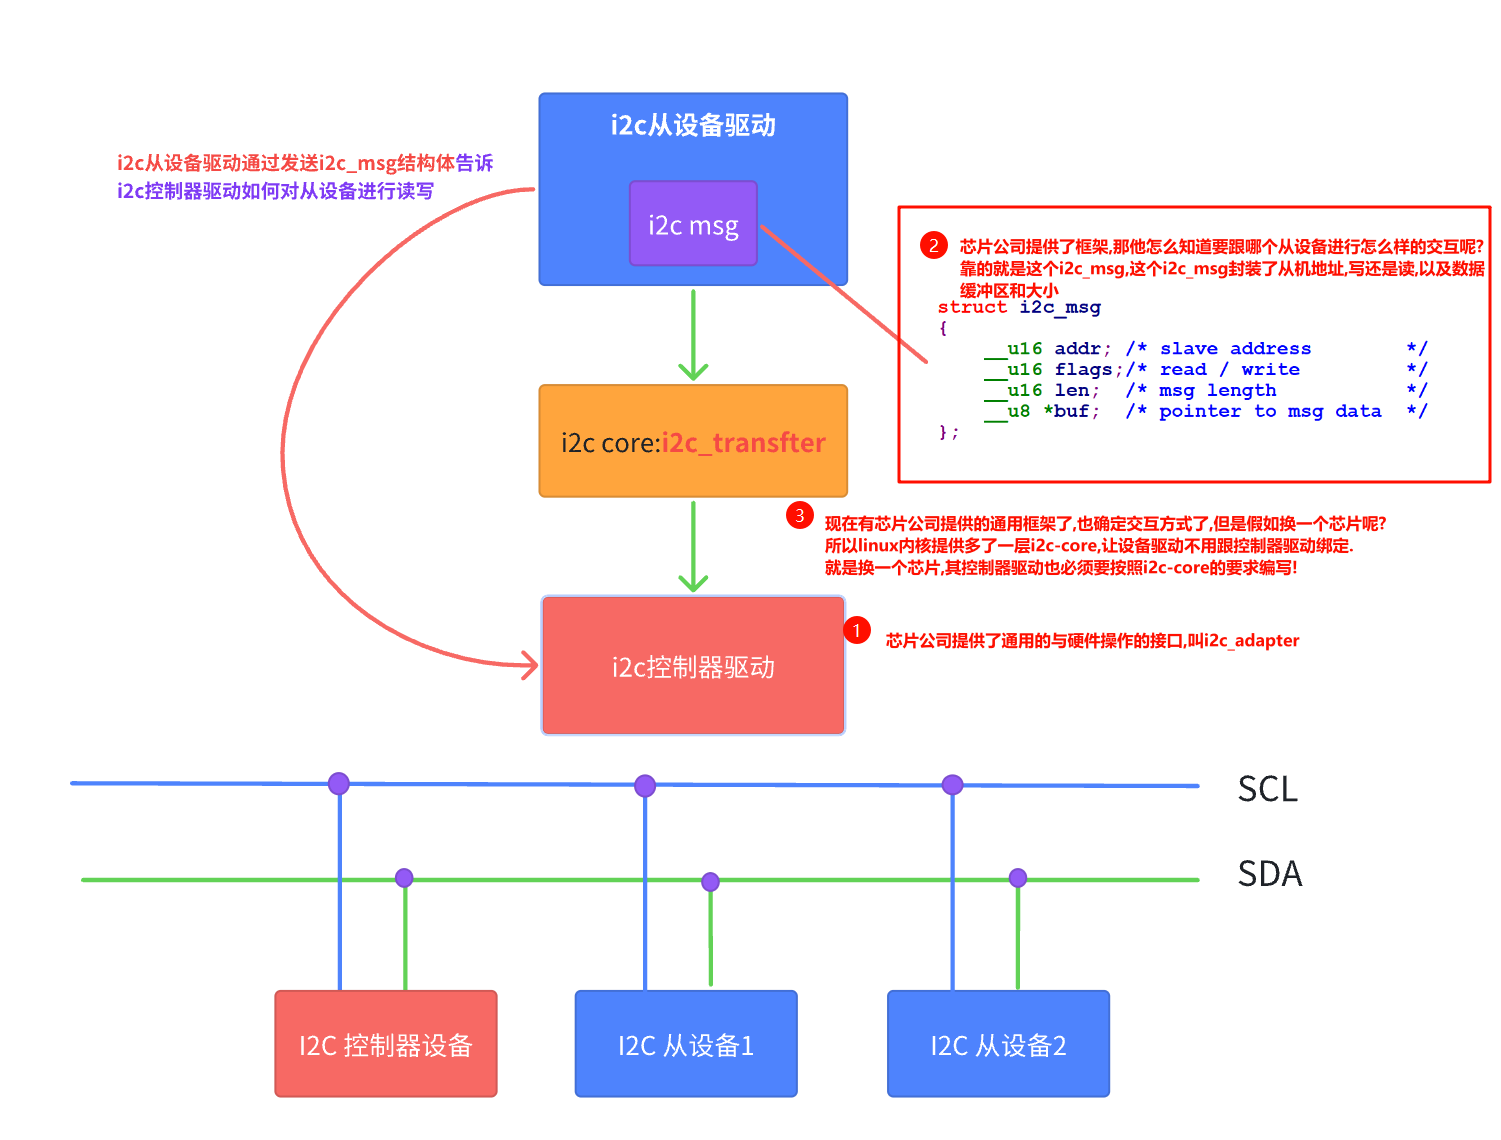 i2c从设备驱动
i2c从设备驱动通过发送i2c_msg结构体告诉
i2c控制器驱动如何对从设备进行读写
i2c msg
2 芯片公司提供了框架,那他怎么知道要跟哪个从设备进行怎么样的交互呢?
靠的就是这个i2c_msg,这个i2c_msg封装了从机地址,写还是读,以及数据
缓冲区和大小
struct i2c_msg
{
__u16 addr; /* slave address */
__u16 flags;/* read / write */
__u16 len; /* msg length */
__u8 *buf; /* pointer to msg data */
};
i2c core:i2c_transfter
3 现在有芯片公司提供的通用框架了,也确定交互方式了,但是假如换一个芯片呢?
所以linux内核提供多了一层i2c-core,让设备驱动不用跟控制器驱动绑定.
就是换一个芯片,其控制器驱动也必须要按照i2c-core的要求编写!
1 芯片公司提供了通用的与硬件操作的接口,叫i2c_adapter
i2c控制器驱动
SCL
SDA
I2C 控制器设备
I2C 从设备1
I2C 从设备2